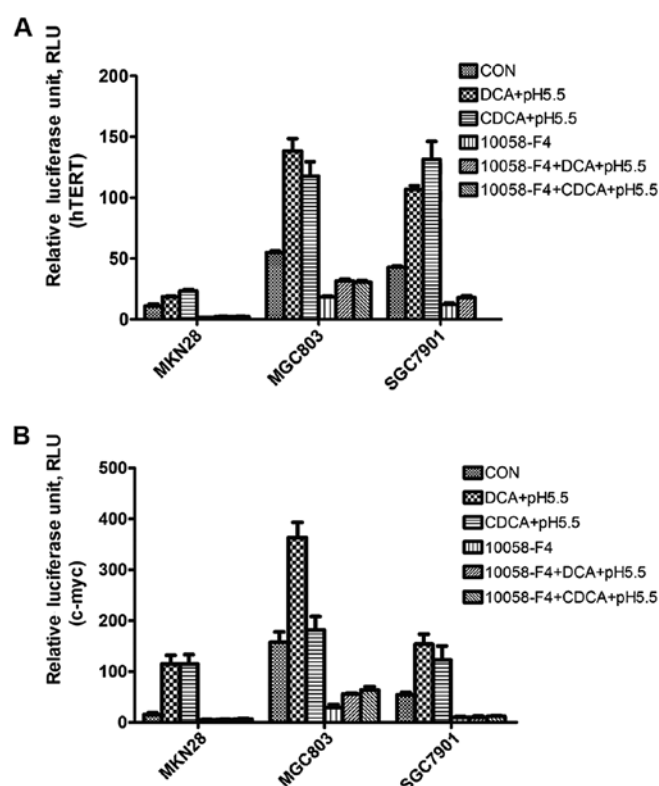 A
Relative luciferase unit, RLU
(hTERT)
200
150
100
50
0
MKN28
MGC803
SGC7901
CON
DCA+pH5.5
CDCA+pH5.5
10058-F4
10058-F4+DCA+pH5.5
10058-F4+CDCA+pH5.5
B
Relative luciferase unit, RLU
(c-myc)
500
400
300
200
100
0
MKN28
MGC803
SGC7901
CON
DCA+pH5.5
CDCA+pH5.5
10058-F4
10058-F4+DCA+pH5.5
10058-F4+CDCA+pH5.5